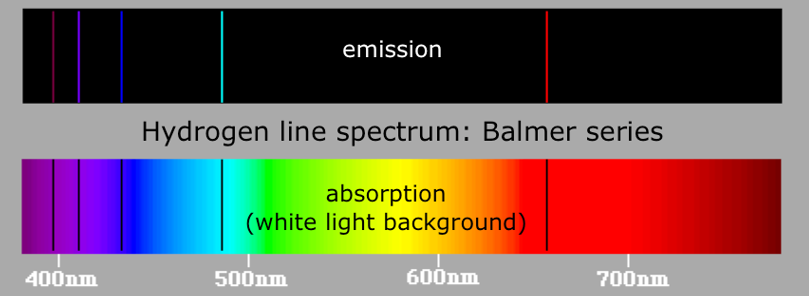 emission
Hydrogen line spectrum: Balmer series
absorption
(white light background)
400nm 500nm 600nm 700nm